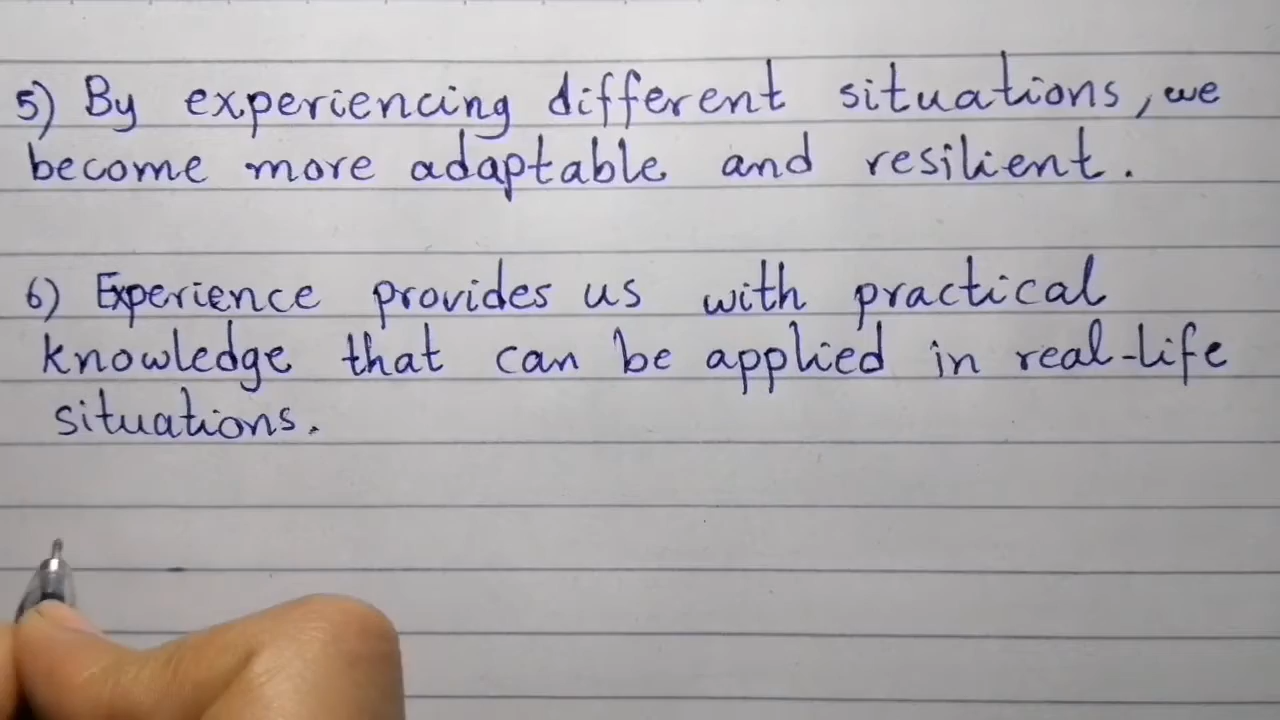 5) By experiencing different situations, we
become more adaptable and resilient.
6) Experience provides us with practical
knowledge that can be applied in real-life
situations.